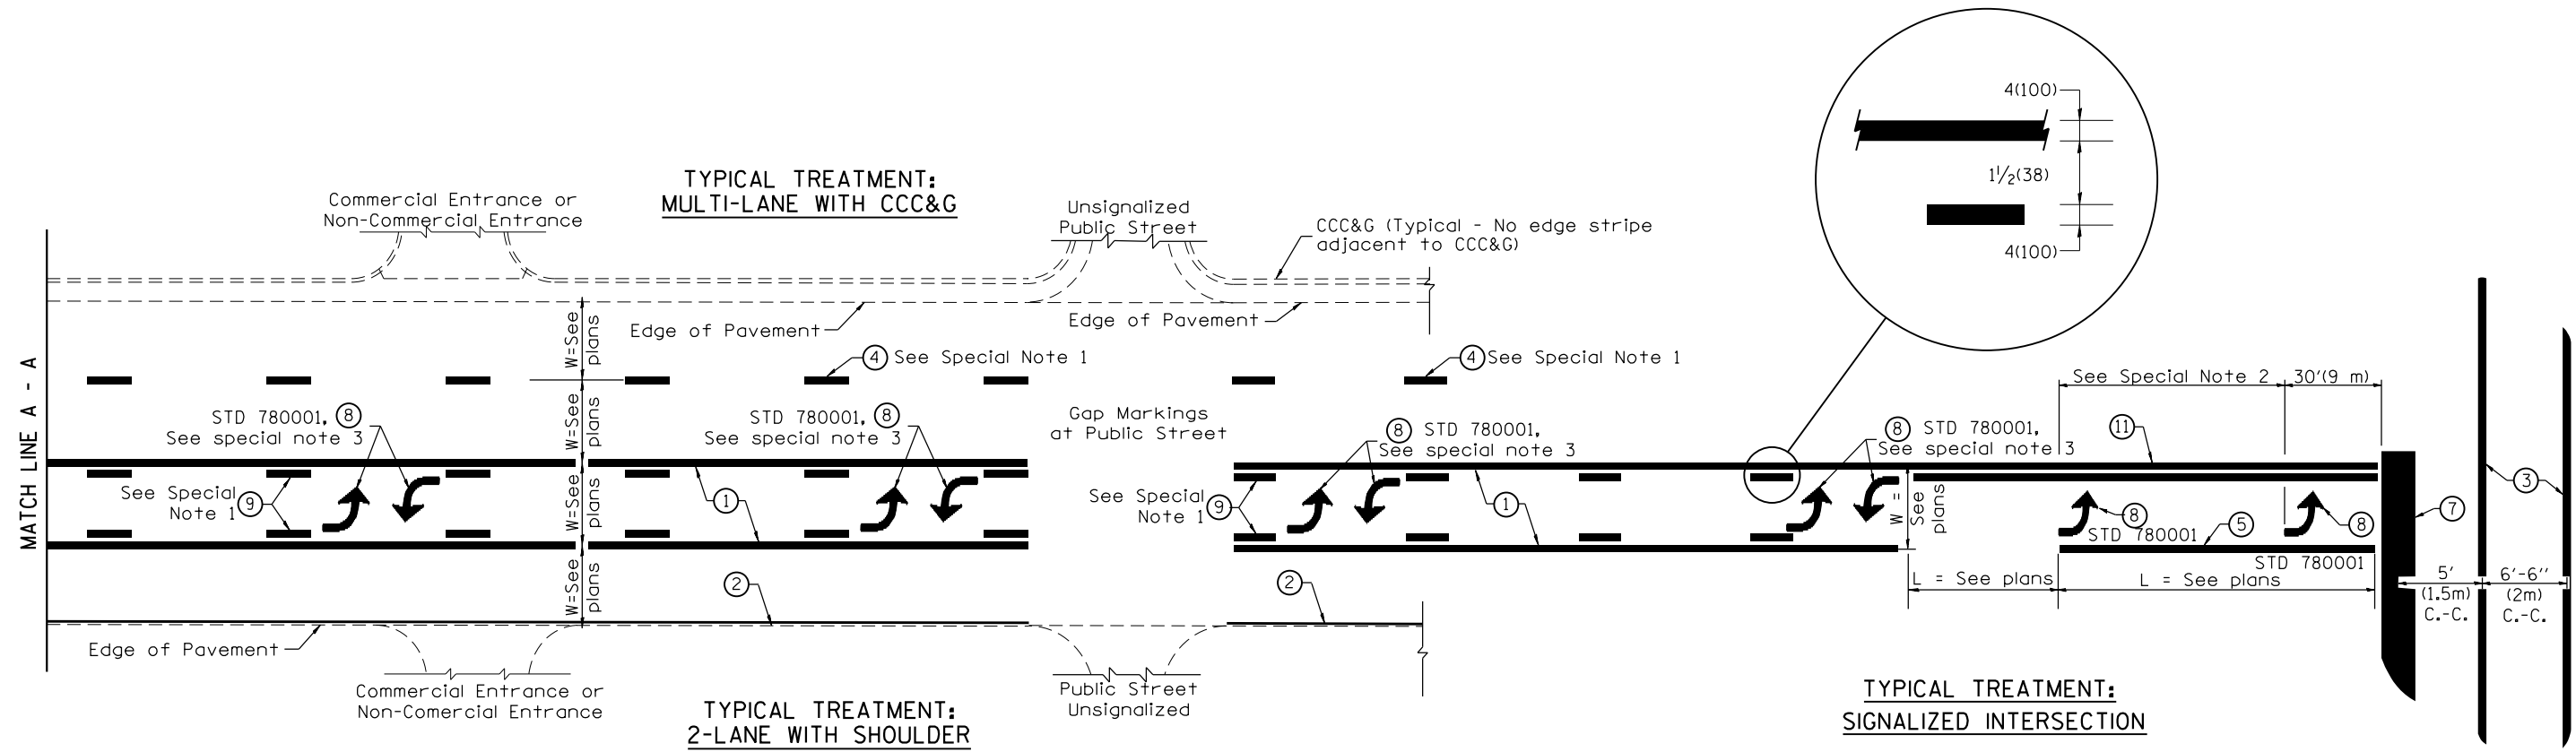 TYPICAL TREATMENT:
MULTI-LANE WITH CCC&G
Commercial Entrance or
Non-Commercial Entrance
Unsignalized
Public Street
CCC&G (Typical - No edge stripe
adjacent to CCC&G)
4(100)
1 1/2(38)
4(100)
Edge of Pavement
Edge of Pavement
W=See
plans
4 See Special Note 1
4 See Special Note 1
MATCH LINE A - A
STD 780001, 8
See special note 3
W=See
plans
STD 780001, 8
See special note 3
Gap Markings
at Public Street
8 STD 780001,
See special note 3
8 STD 780001,
See special note 3
See Special Note 2
30'(9 m)
11
See Special
Note 1 9
1
W=See
plans
8
See Special
Note 1 9
1
W =
See
plans
8
STD 780001
5
8
STD 780001
7
3
L = See plans
L = See plans
5'
(1.5m)
C.-C.
6'-6''
(2m)
C.-C.
W=See
plans
2
2
Edge of Pavement
Commercial Entrance or
Non-Comercial Entrance
Public Street
Unsignalized
TYPICAL TREATMENT:
2-LANE WITH SHOULDER
TYPICAL TREATMENT:
SIGNALIZED INTERSECTION